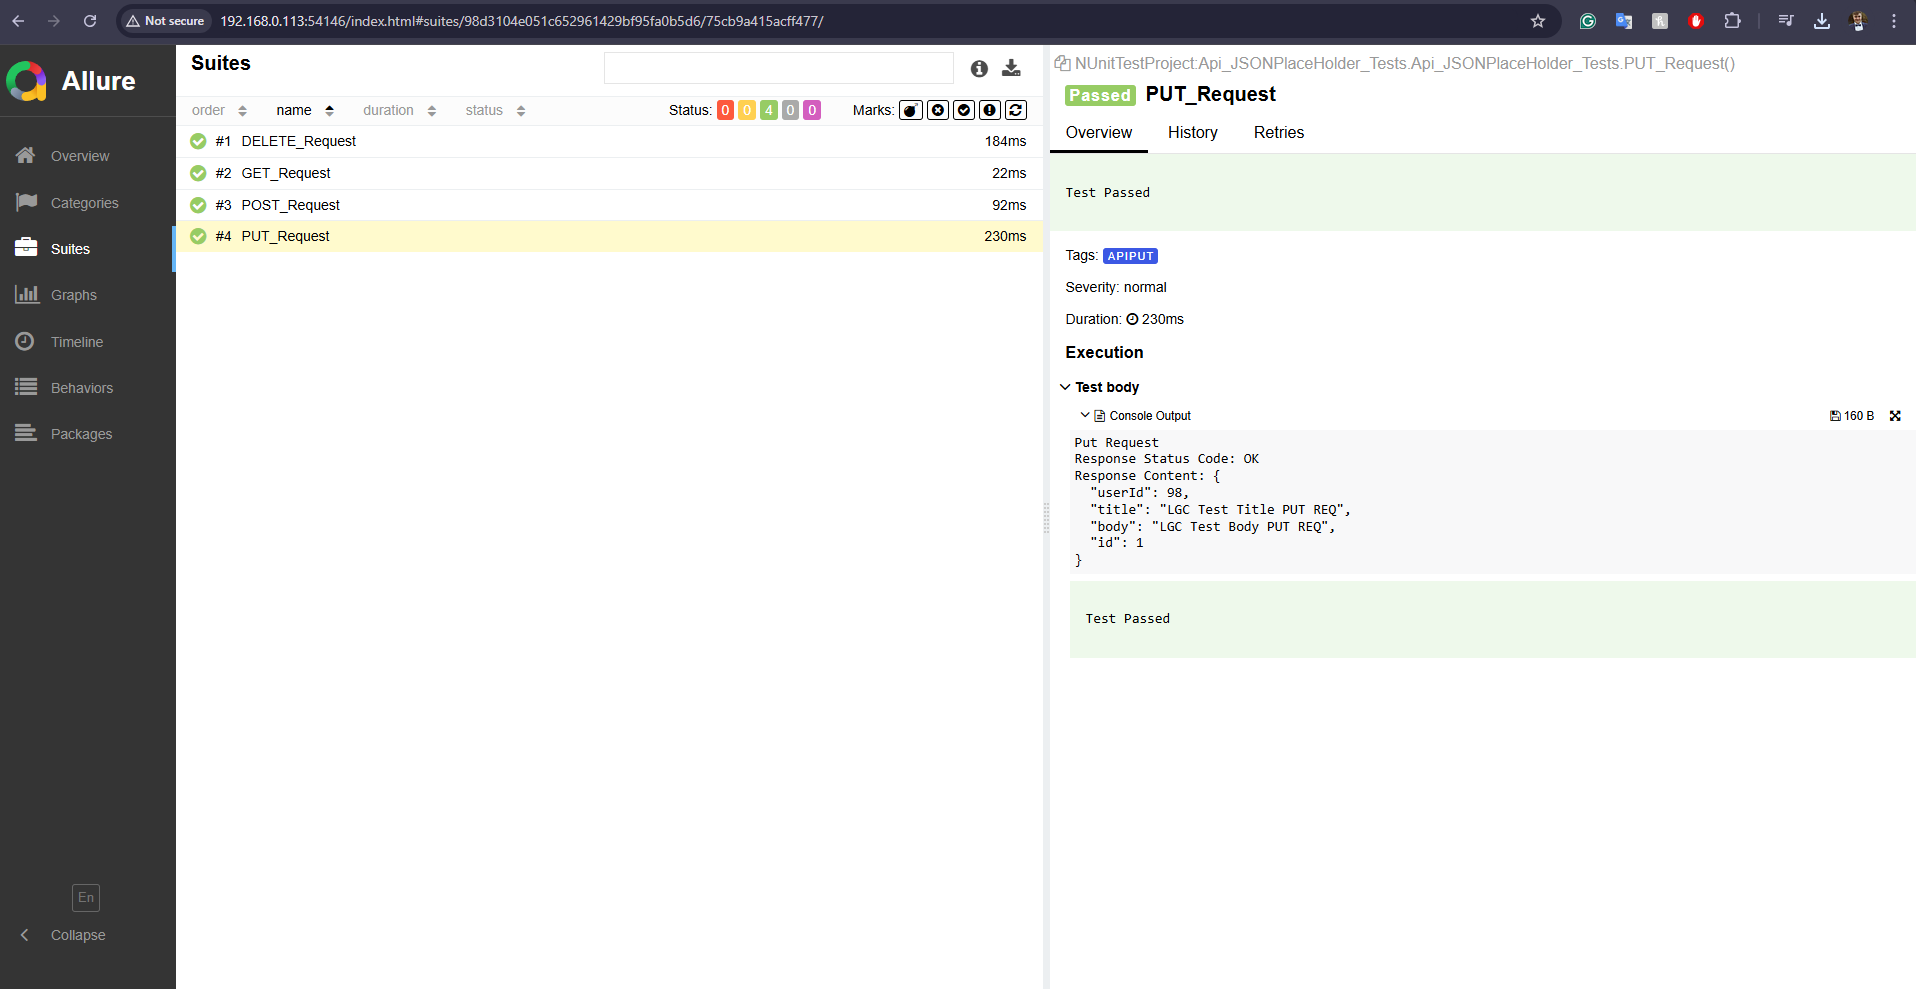 Not secure 192.168.0.113:54146/index.html#suites/98d3104e051c652961429bf95fa0b5d6/75cb9a415acff477/
Allure
Overview
Categories
Suites
Graphs
Timeline
Behaviors
Packages
En
Collapse
Suites
order name duration status Status: 0 0 4 0 0 Marks:
#1 DELETE_Request 184ms
#2 GET_Request 22ms
#3 POST_Request 92ms
#4 PUT_Request 230ms
NUnitTestProject:Api_JSONPlaceHolder_Tests.Api_JSONPlaceHolder_Tests.PUT_Request()
Passed PUT_Request
Overview History Retries
Test Passed
Tags: APIPUT
Severity: normal
Duration: 230ms
Execution
Test body
Console Output 160 B
Put Request
Response Status Code: OK
Response Content: {
"userId": 98,
"title": "LGC Test Title PUT REQ",
"body": "LGC Test Body PUT REQ",
"id": 1
}
Test Passed